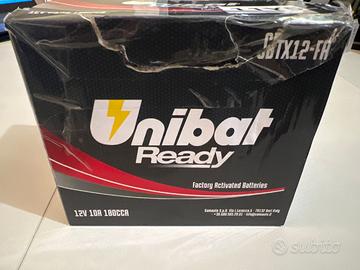 CBTX12-FA
Unibat
Ready
Factory Activated Batteries
12V 10A 180CCA
subito